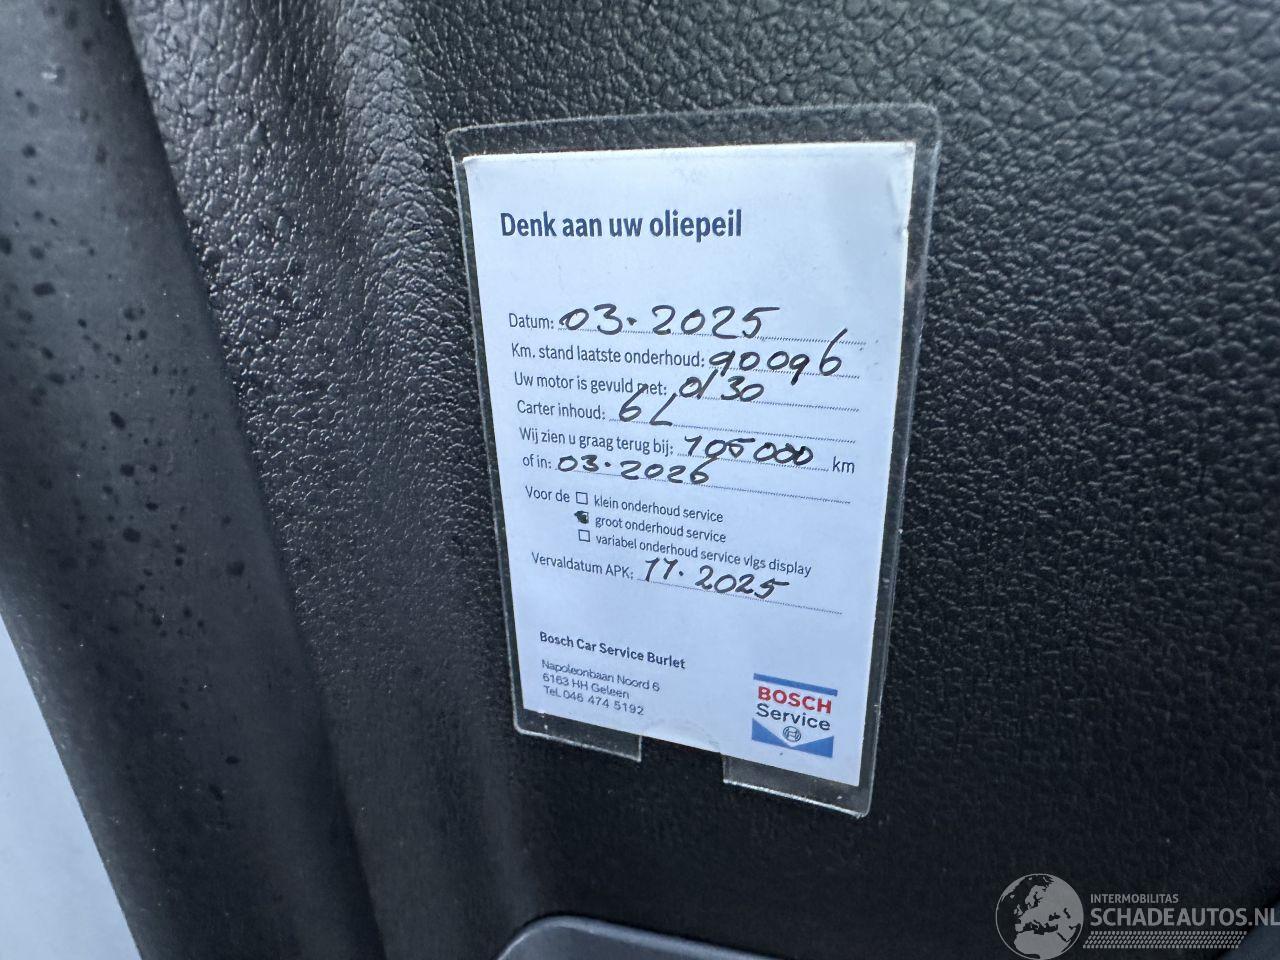 Denk aan uw oliepeil
Datum: 03.2025
Km. stand laatste onderhoud: 90096
Uw motor is gevuld met: 0/30
Carter inhoud: 6L
Wij zien u graag terug bij: 105000 km
of in: 03.2026
Voor de klein onderhoud service
groot onderhoud service
variabel onderhoud service vlgs display
Vervaldatum APK: 11.2025
Bosch Car Service Burlet
Napoleonbaan Noord 6
6163 HH Geleen
Tel. 046 474 5192
BOSCH
Service
INTERMOBILITAS
SCHADEAUTOS.NL